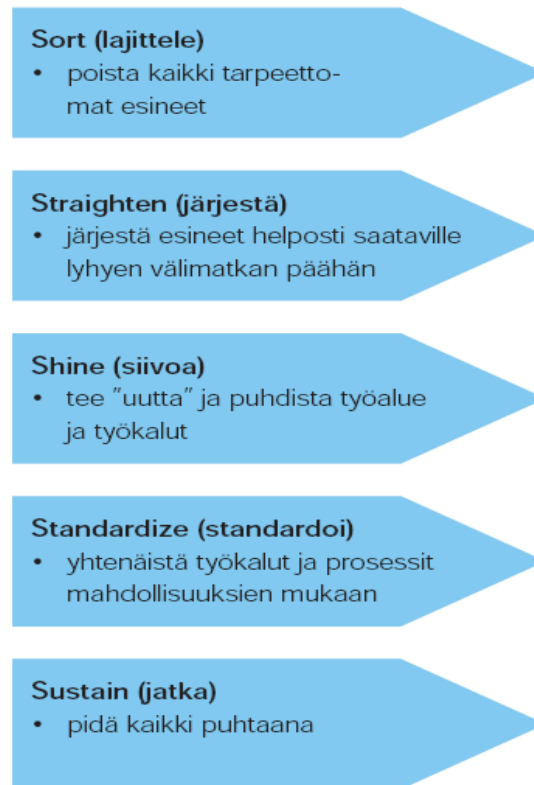 Sort (lajittele)
• poista kaikki tarpeetto-
mat esineet
Straighten (järjestä)
• järjestä esineet helposti saataville
lyhyen välimatkan päähän
Shine (siivoa)
• tee "uutta" ja puhdista työalue
ja työkalut
Standardize (standardoi)
• yhtenäistä työkalut ja prosessit
mahdollisuuksien mukaan
Sustain (jatka)
• pidä kaikki puhtaana